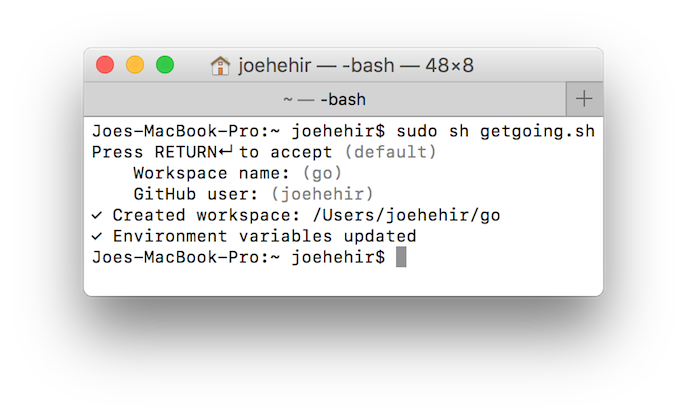 joehehir — -bash — 48×8
~ — -bash
Joes-MacBook-Pro:~ joehehir$ sudo sh getgoing.sh
Press RETURN↵ to accept (default)
    Workspace name: (go)
    GitHub user: (joehehir)
✓ Created workspace: /Users/joehehir/go
✓ Environment variables updated
Joes-MacBook-Pro:~ joehehir$